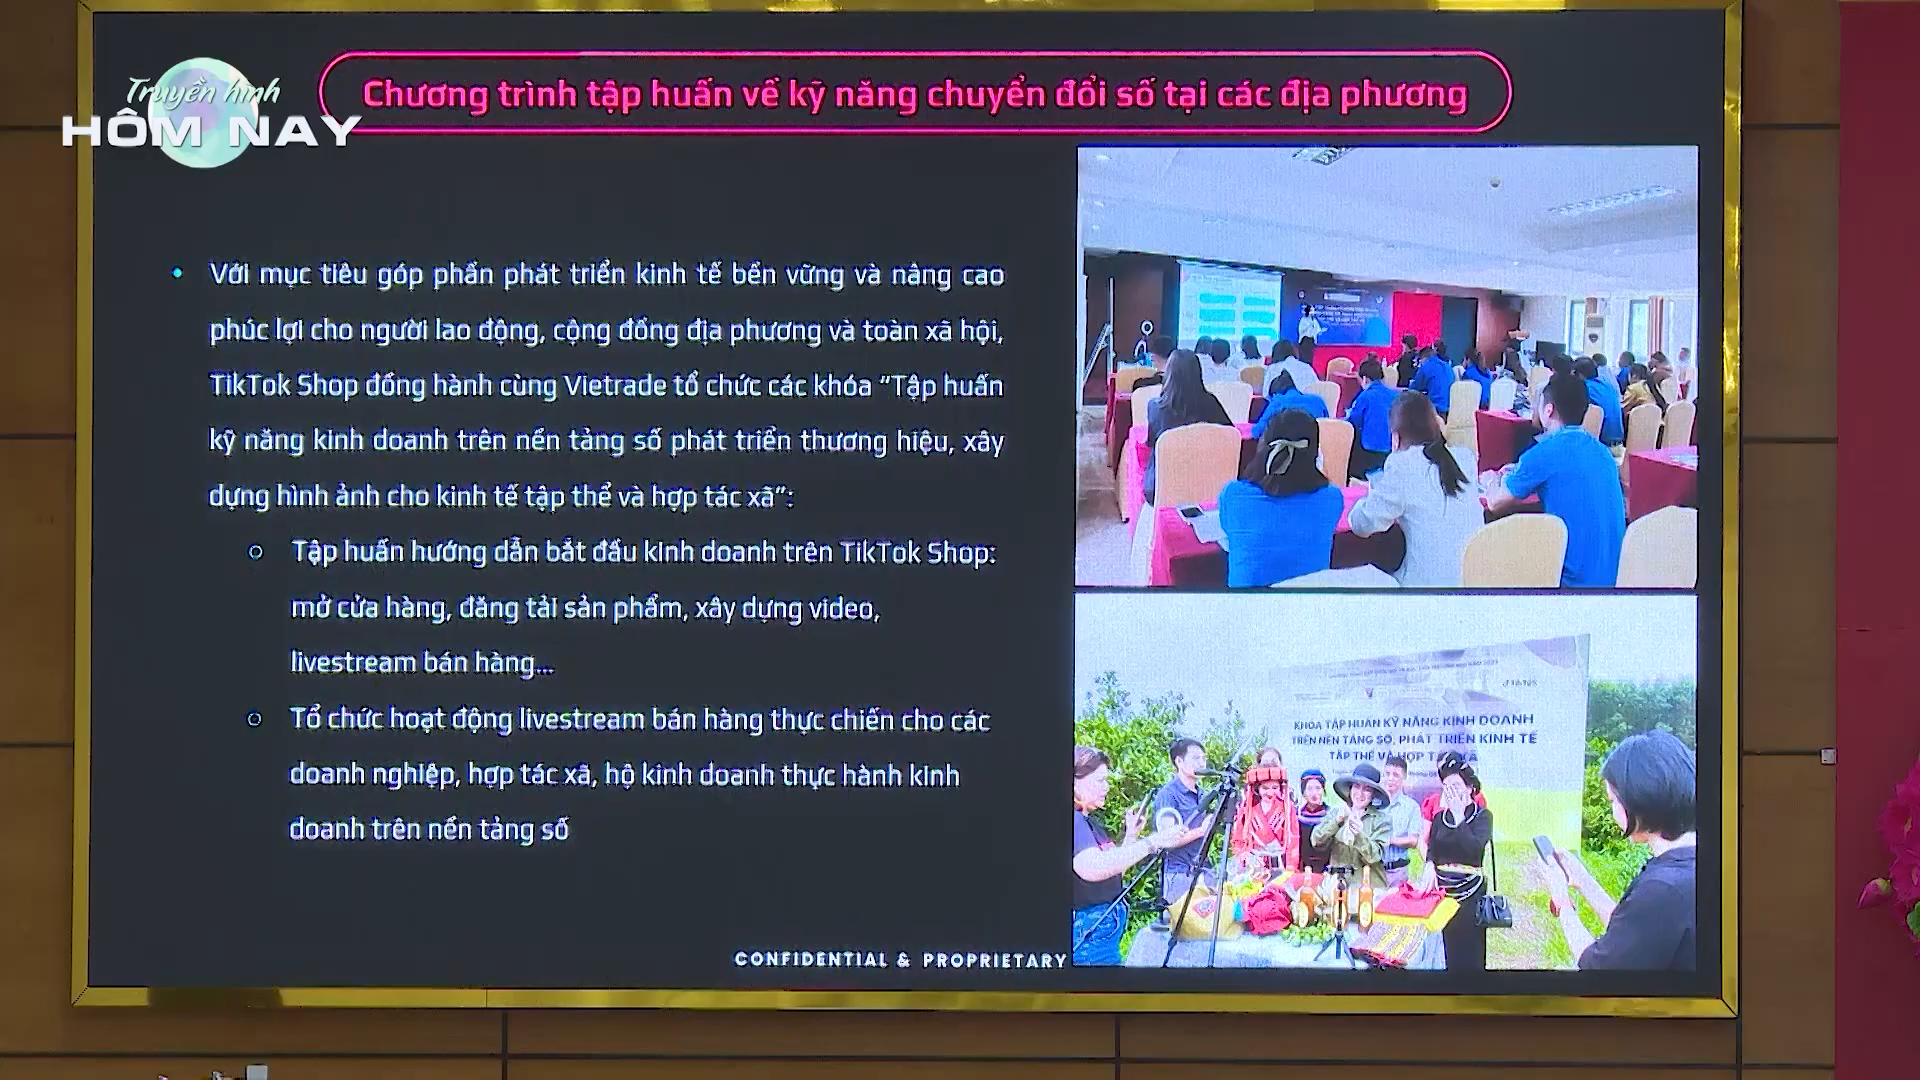 Truyền hình
HÔM NAY
Chương trình tập huấn về kỹ năng chuyển đổi số tại các địa phương
Với mục tiêu góp phần phát triển kinh tế bền vững và nâng cao
phúc lợi cho người lao động, cộng đồng địa phương và toàn xã hội,
TikTok Shop đồng hành cùng Vietrade tổ chức các khóa “Tập huấn
kỹ năng kinh doanh trên nền tảng số phát triển thương hiệu, xây
dựng hình ảnh cho kinh tế tập thể và hợp tác xã”:
Tập huấn hướng dẫn bắt đầu kinh doanh trên TikTok Shop:
mở cửa hàng, đăng tải sản phẩm, xây dựng video,
livestream bán hàng...
Tổ chức hoạt động livestream bán hàng thực chiến cho các
doanh nghiệp, hợp tác xã, hộ kinh doanh thực hành kinh
doanh trên nền tảng số
KHÓA TẬP HUẤN KỸ NĂNG KINH DOANH
TRÊN NỀN TẢNG SỐ, PHÁT TRIỂN KINH TẾ
TẬP THỂ VÀ HỢP TÁC XÃ
CONFIDENTIAL & PROPRIETARY